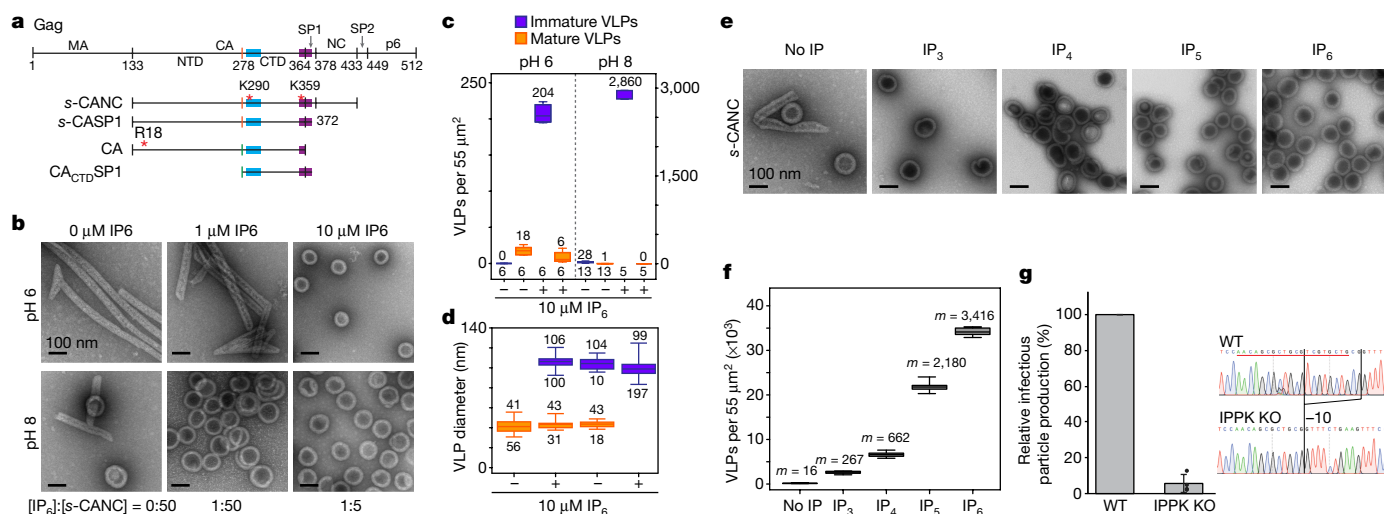 a
Gag
MA
CA
SP1
NC
SP2
p6
1
133
NTD
278
CTD
364
378
433
449
512
K290
K359
s-CANC
s-CASP1
372
R18
CA
CACTDSP1
b
0 μM IP6
1 μM IP6
10 μM IP6
pH 6
100 nm
pH 8
[IP6]:[s-CANC] = 0:50
1:50
1:5
c
Immature VLPs
Mature VLPs
pH 6
pH 8
VLPs per 55 μm²
250
0
3,000
1,500
0
0
18
204
6
28
1
2,860
0
6
6
6
6
13
13
5
5
–
–
+
+
–
–
+
+
10 μM IP6
d
VLP diameter (nm)
140
0
41
56
106
100
43
31
104
10
43
18
99
197
–
+
–
+
10 μM IP6
e
No IP
IP3
IP4
IP5
IP6
s-CANC
100 nm
f
VLPs per 55 μm² (×10³)
40
30
20
10
0
m = 16
m = 267
m = 662
m = 2,180
m = 3,416
No IP
IP3
IP4
IP5
IP6
g
Relative infectious
particle production (%)
100
80
60
40
20
0
WT
IPPK KO
WT
TCCAACAGCGCTGCGTCGTGCTGCGGTTT
IPPK KO
–10
TCCAACAGCGCTGCGGTTTCTGAAGTTTC